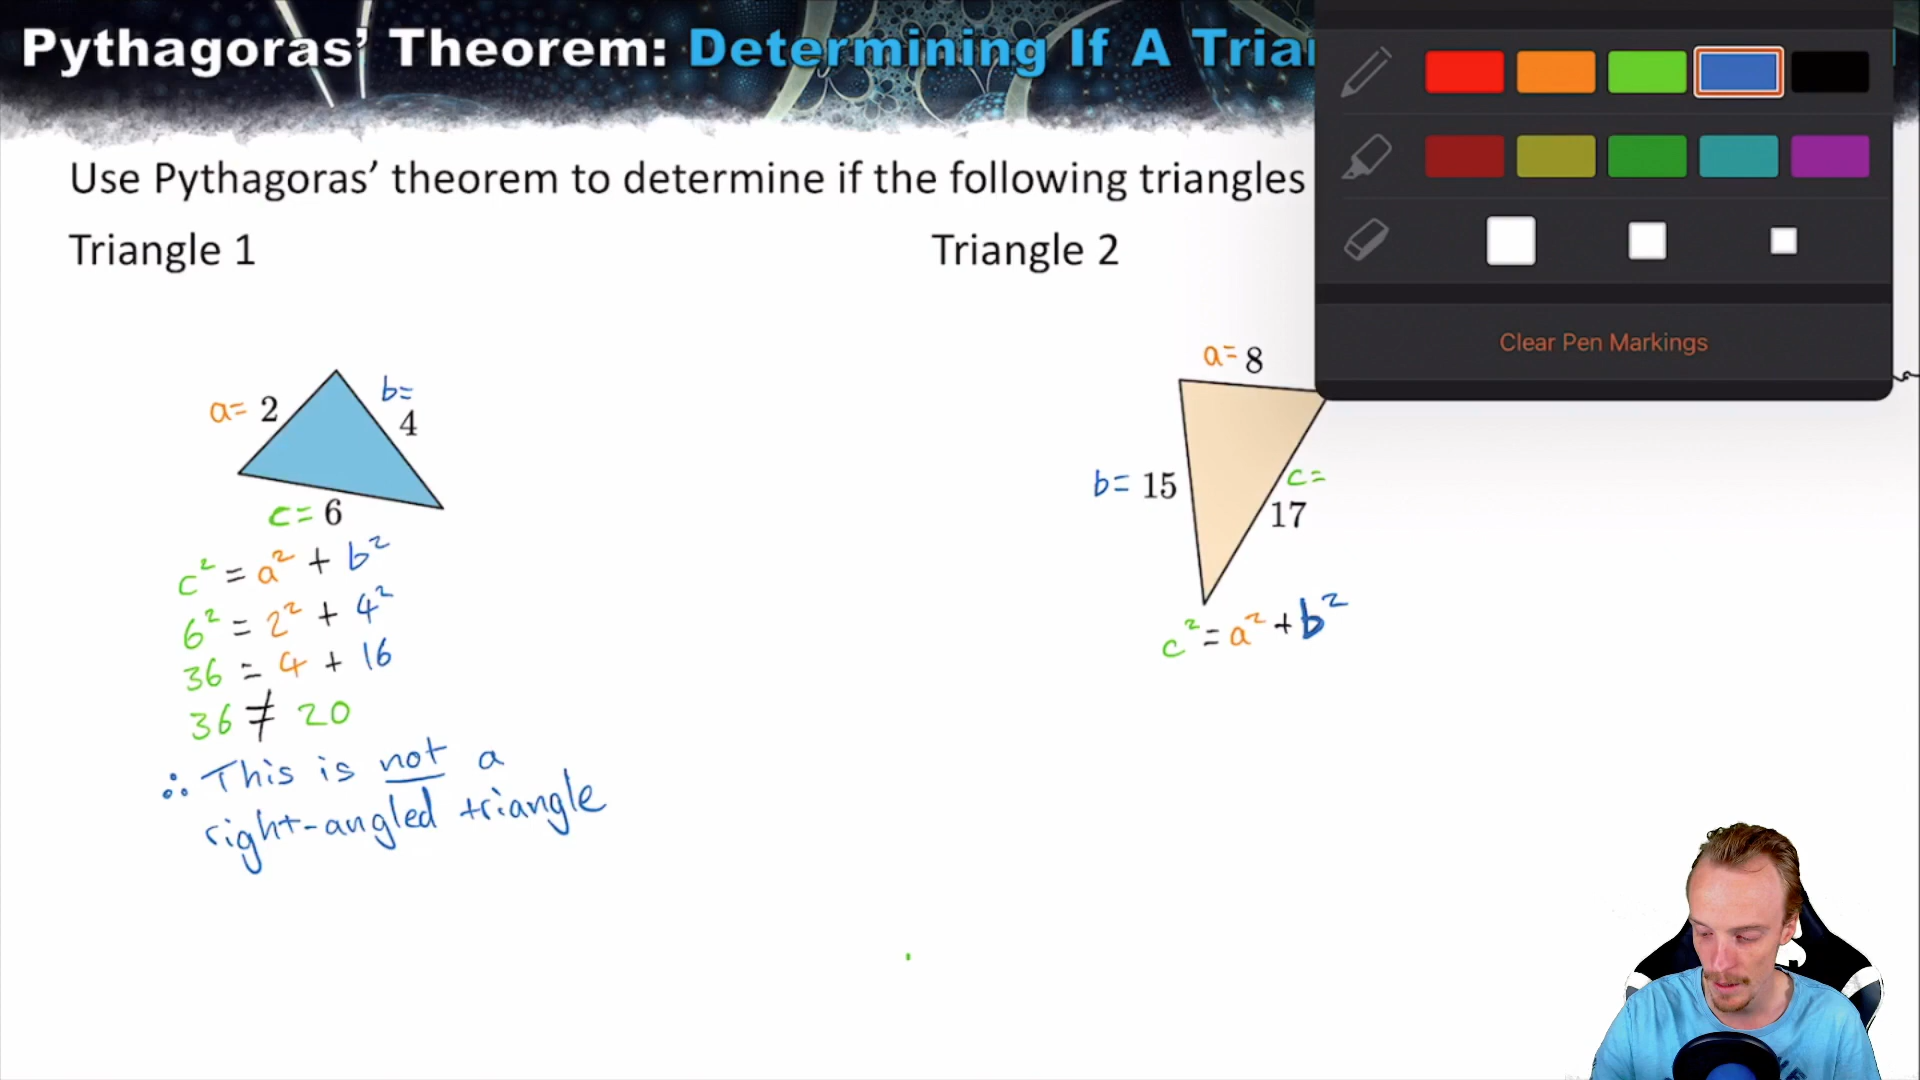 Pythagoras’ Theorem: Determining If A Tria
Use Pythagoras’ theorem to determine if the following triangles
Triangle 1
Triangle 2
Clear Pen Markings
a= 2
b=
4
c= 6
c² = a² + b²
6² = 2² + 4²
36 = 4 + 16
36 ≠ 20
∴ This is not a
right-angled triangle
a= 8
b= 15
c=
17
c² = a² + b²